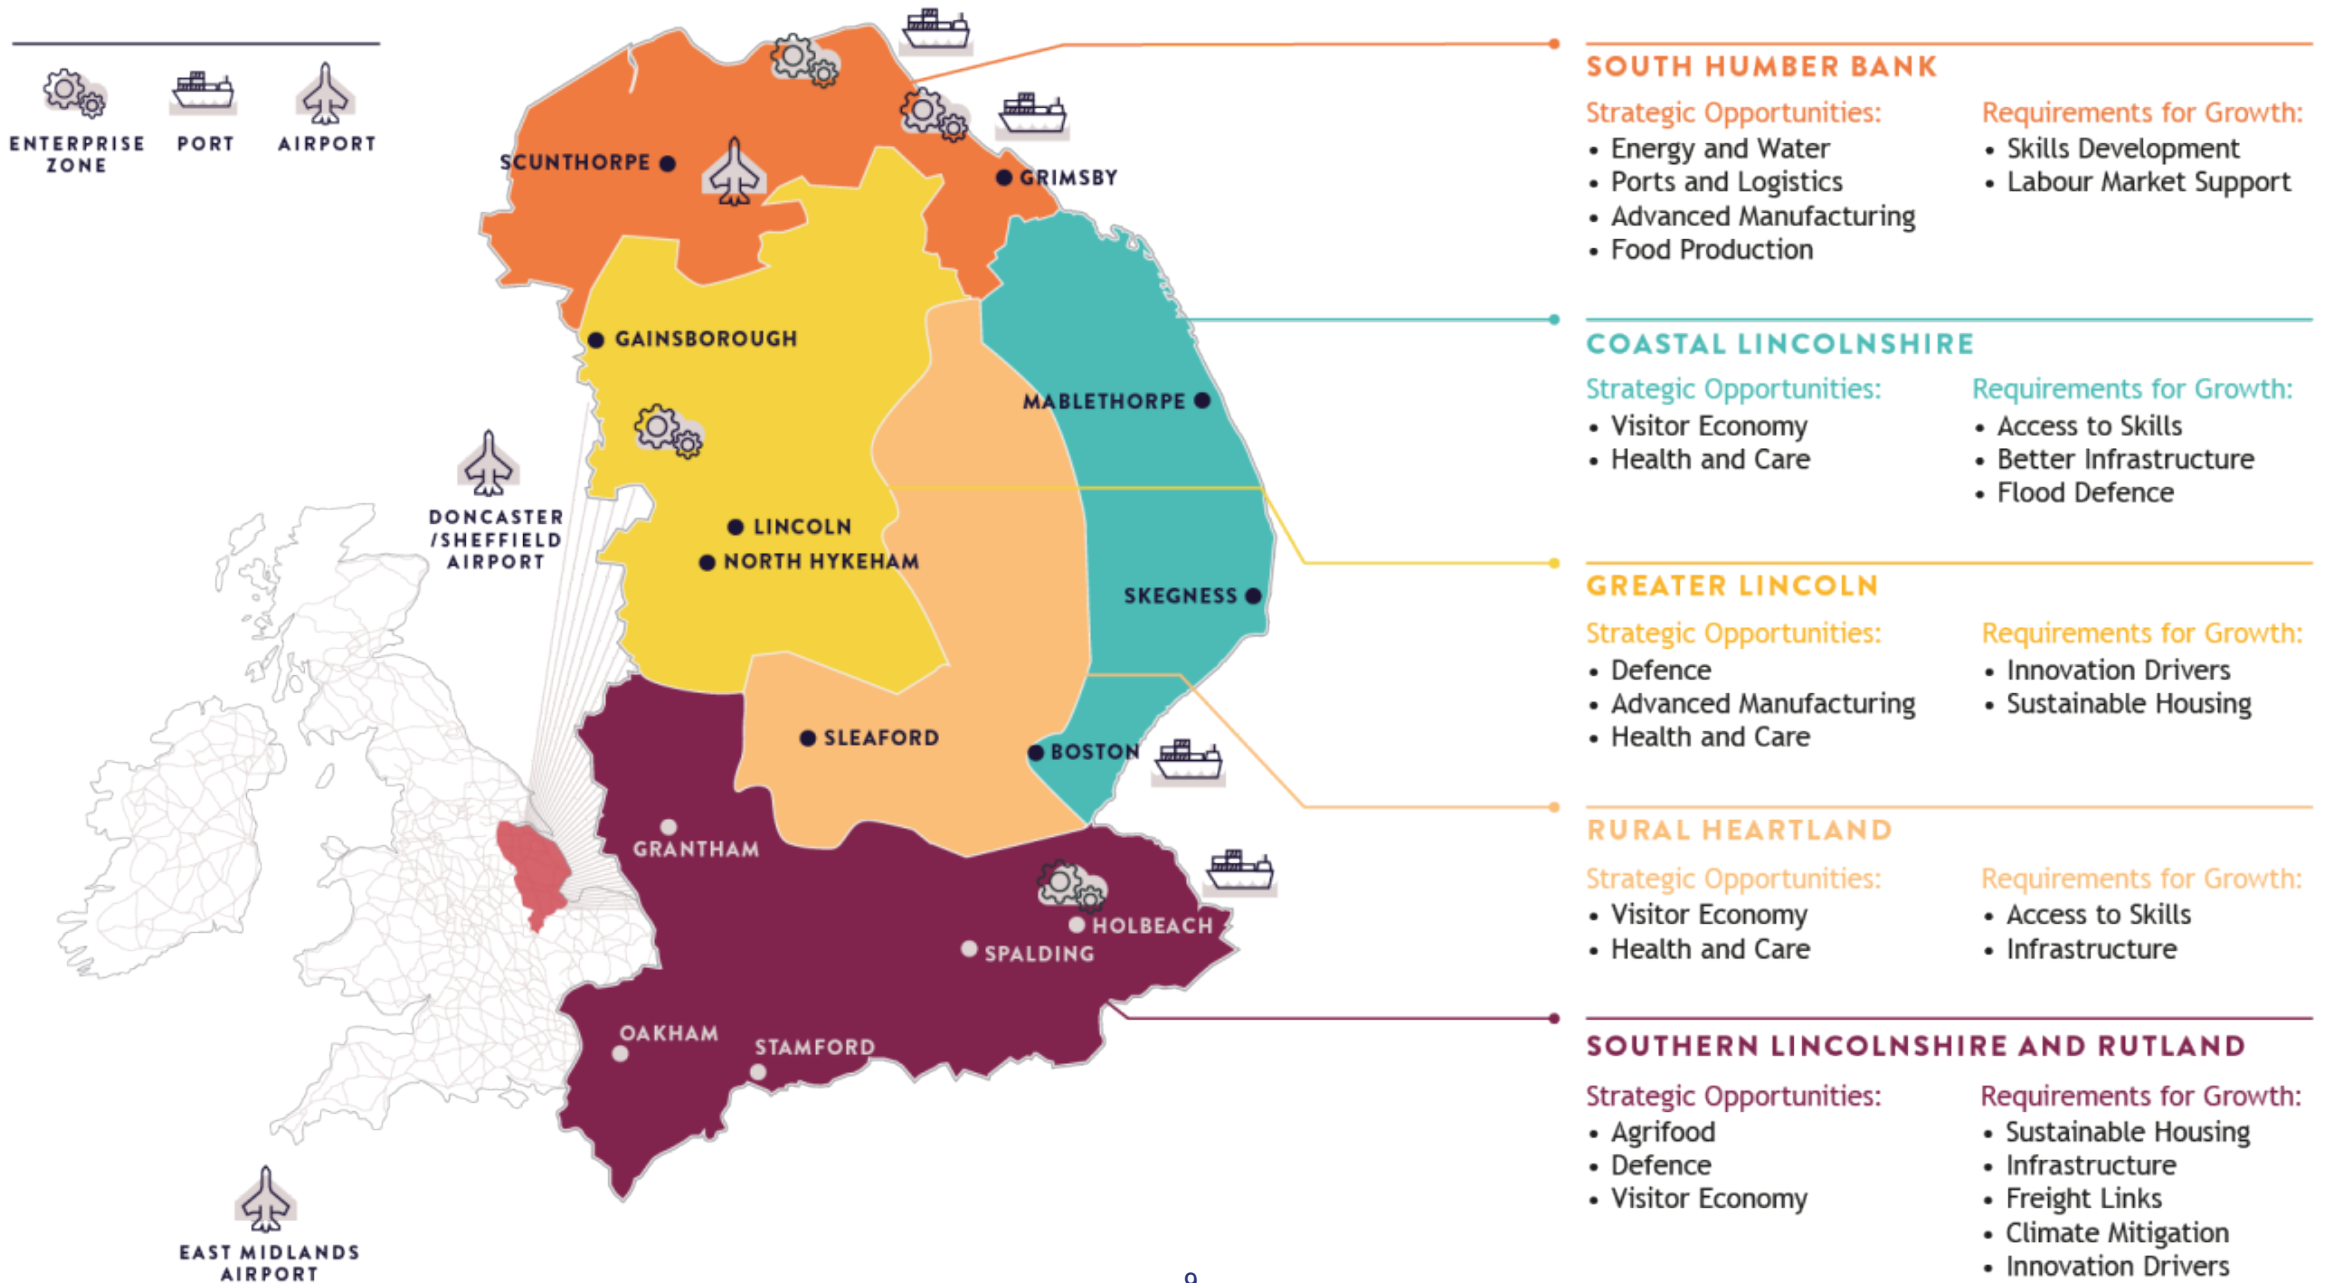 ENTERPRISE
ZONE
PORT
AIRPORT
SCUNTHORPE
GRIMSBY
GAINSBOROUGH
MABLETHORPE
DONCASTER
/SHEFFIELD
AIRPORT
LINCOLN
NORTH HYKEHAM
SKEGNESS
SLEAFORD
BOSTON
GRANTHAM
HOLBEACH
SPALDING
OAKHAM
STAMFORD
EAST MIDLANDS
AIRPORT
SOUTH HUMBER BANK
Strategic Opportunities:
• Energy and Water
• Ports and Logistics
• Advanced Manufacturing
• Food Production
Requirements for Growth:
• Skills Development
• Labour Market Support
COASTAL LINCOLNSHIRE
Strategic Opportunities:
• Visitor Economy
• Health and Care
Requirements for Growth:
• Access to Skills
• Better Infrastructure
• Flood Defence
GREATER LINCOLN
Strategic Opportunities:
• Defence
• Advanced Manufacturing
• Health and Care
Requirements for Growth:
• Innovation Drivers
• Sustainable Housing
RURAL HEARTLAND
Strategic Opportunities:
• Visitor Economy
• Health and Care
Requirements for Growth:
• Access to Skills
• Infrastructure
SOUTHERN LINCOLNSHIRE AND RUTLAND
Strategic Opportunities:
• Agrifood
• Defence
• Visitor Economy
Requirements for Growth:
• Sustainable Housing
• Infrastructure
• Freight Links
• Climate Mitigation
• Innovation Drivers
9